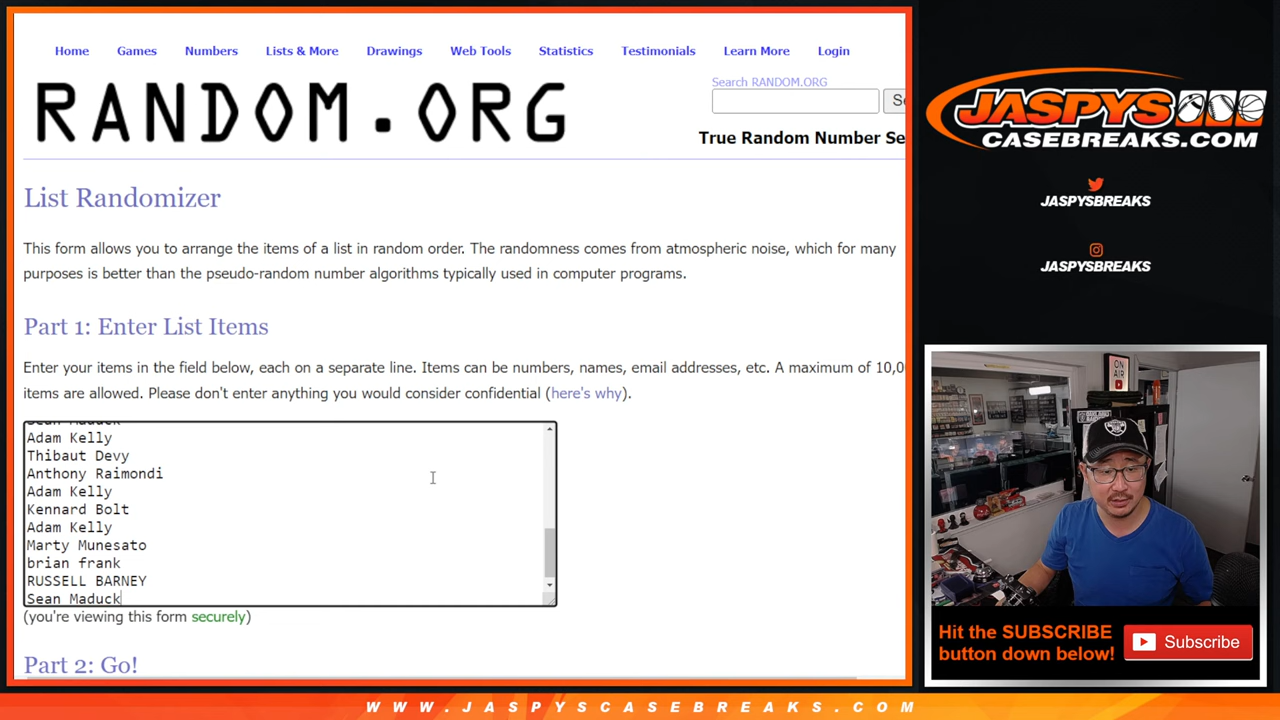 Home Games Numbers Lists & More Drawings Web Tools Statistics Testimonials Learn More Login
RANDOM.ORG
Search RANDOM.ORG
True Random Number Se
List Randomizer
This form allows you to arrange the items of a list in random order. The randomness comes from atmospheric noise, which for many
purposes is better than the pseudo-random number algorithms typically used in computer programs.
Part 1: Enter List Items
Enter your items in the field below, each on a separate line. Items can be numbers, names, email addresses, etc. A maximum of 10,0
items are allowed. Please don't enter anything you would consider confidential (here's why).
Sean Maduck
Adam Kelly
Thibaut Devy
Anthony Raimondi
Adam Kelly
Kennard Bolt
Adam Kelly
Marty Munesato
brian frank
RUSSELL BARNEY
Sean Maduck
(you're viewing this form securely)
Part 2: Go!
JASPYS
CASEBREAKS.COM
JASPYSBREAKS
JASPYSBREAKS
ON
AIR
Hit the SUBSCRIBE
button down below!
Subscribe
WWW.JASPYSCASEBREAKS.COM